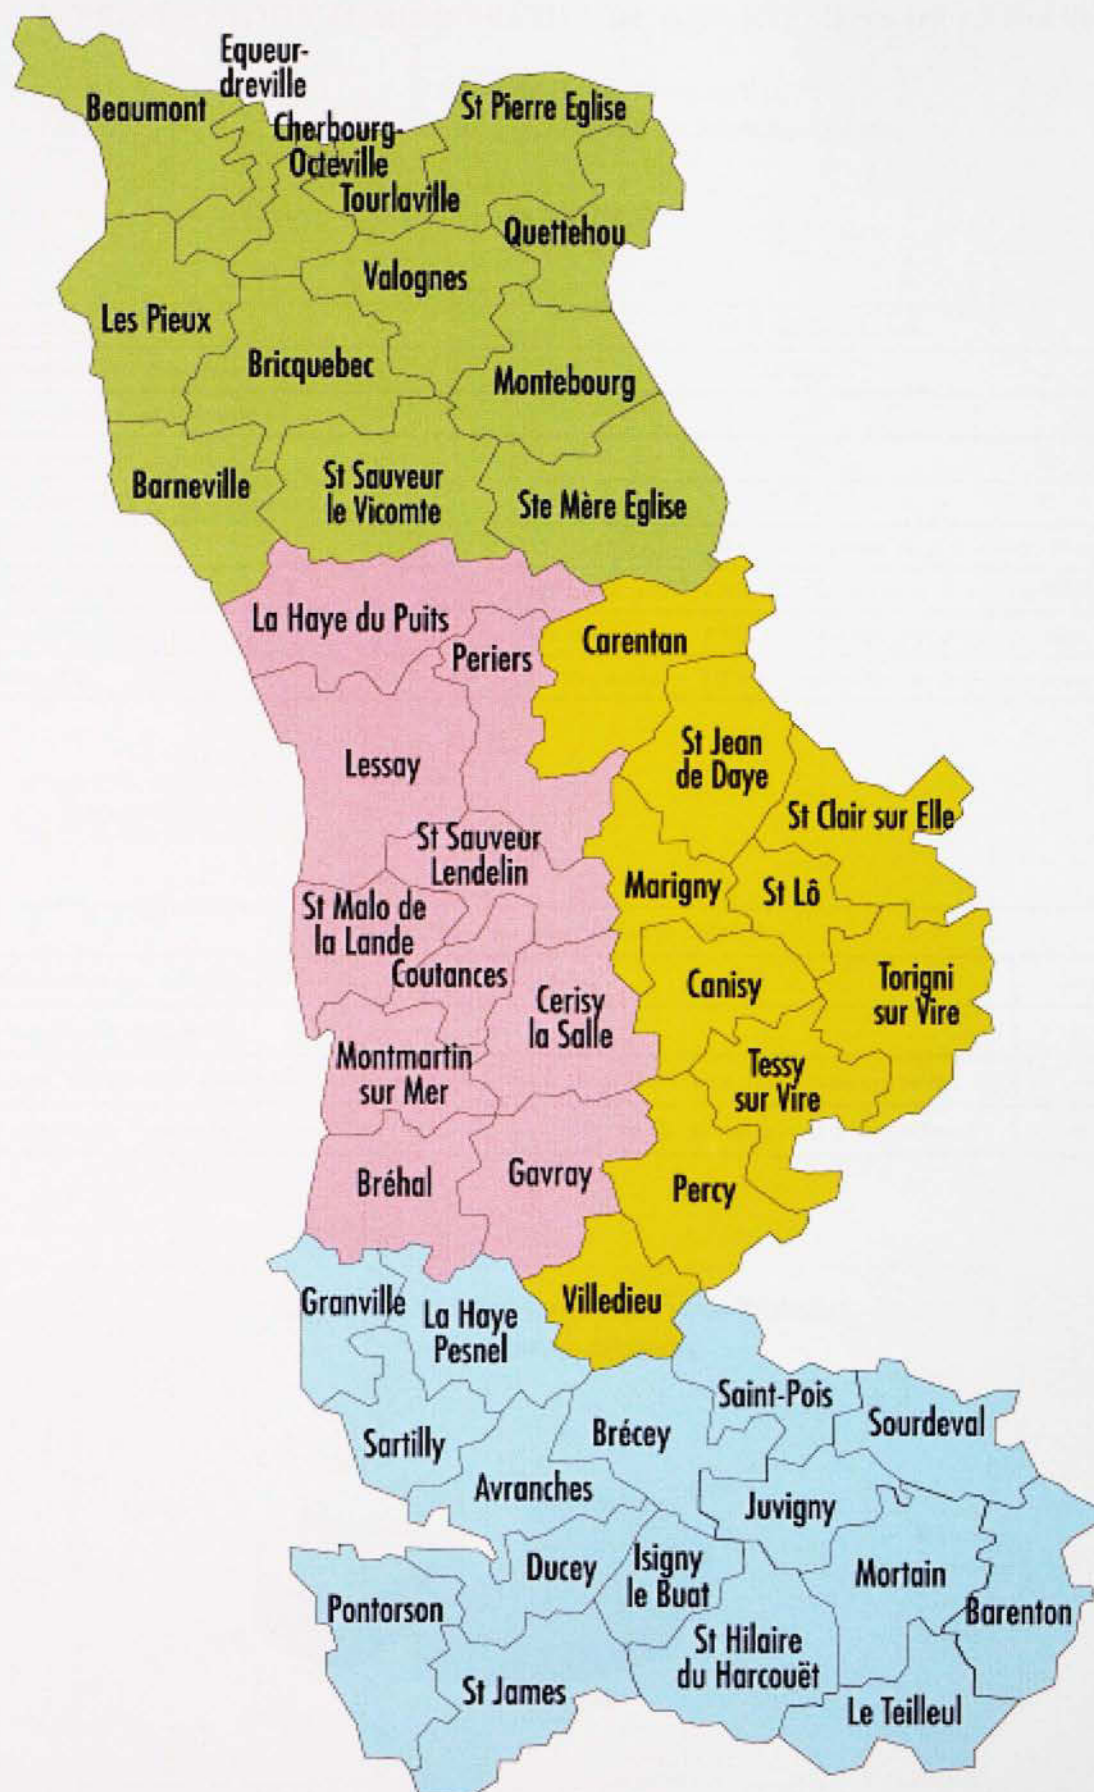 Equeur-
dreville
Beaumont
St Pierre Eglise
Cherbourg-
Octeville
Tourlaville
Quettehou
Valognes
Les Pieux
Bricquebec
Montebourg
Barneville
St Sauveur
le Vicomte
Ste Mère Eglise
La Haye du Puits
Periers
Carentan
Lessay
St Jean
de Daye
St Clair sur Elle
St Sauveur
Lendelin
Marigny
St Lô
St Malo de
la Lande
Coutances
Cerisy
la Salle
Canisy
Torigni
sur Vire
Montmartin
sur Mer
Tessy
sur Vire
Bréhal
Gavray
Percy
Granville
La Haye
Pesnel
Villedieu
Saint-Pois
Sourdeval
Sartilly
Brécey
Avranches
Juvigny
Ducey
Isigny
le Buat
Mortain
Pontorson
Barenton
St Hilaire
du Harcouët
St James
Le Teilleul